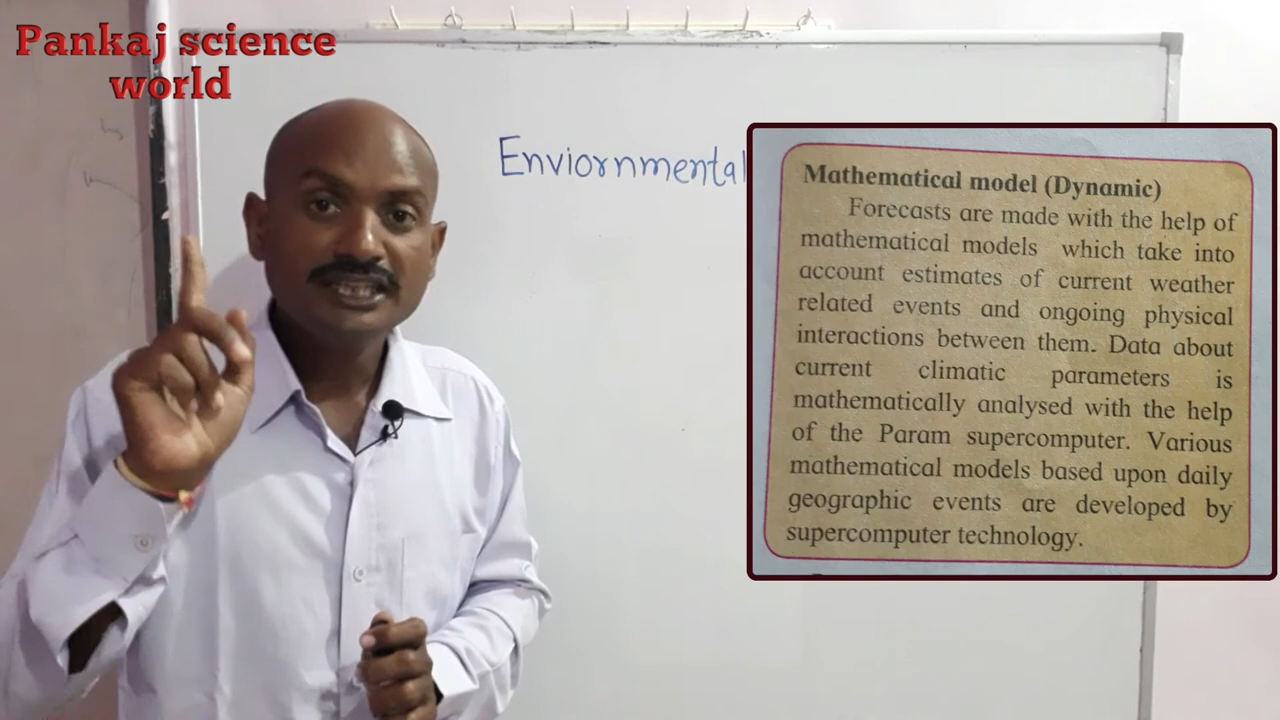 Pankaj science
world
Enviornmental
Mathematical model (Dynamic)
Forecasts are made with the help of
mathematical models which take into
account estimates of current weather
related events and ongoing physical
interactions between them. Data about
current climatic parameters is
mathematically analysed with the help
of the Param supercomputer. Various
mathematical models based upon daily
geographic events are developed by
supercomputer technology.